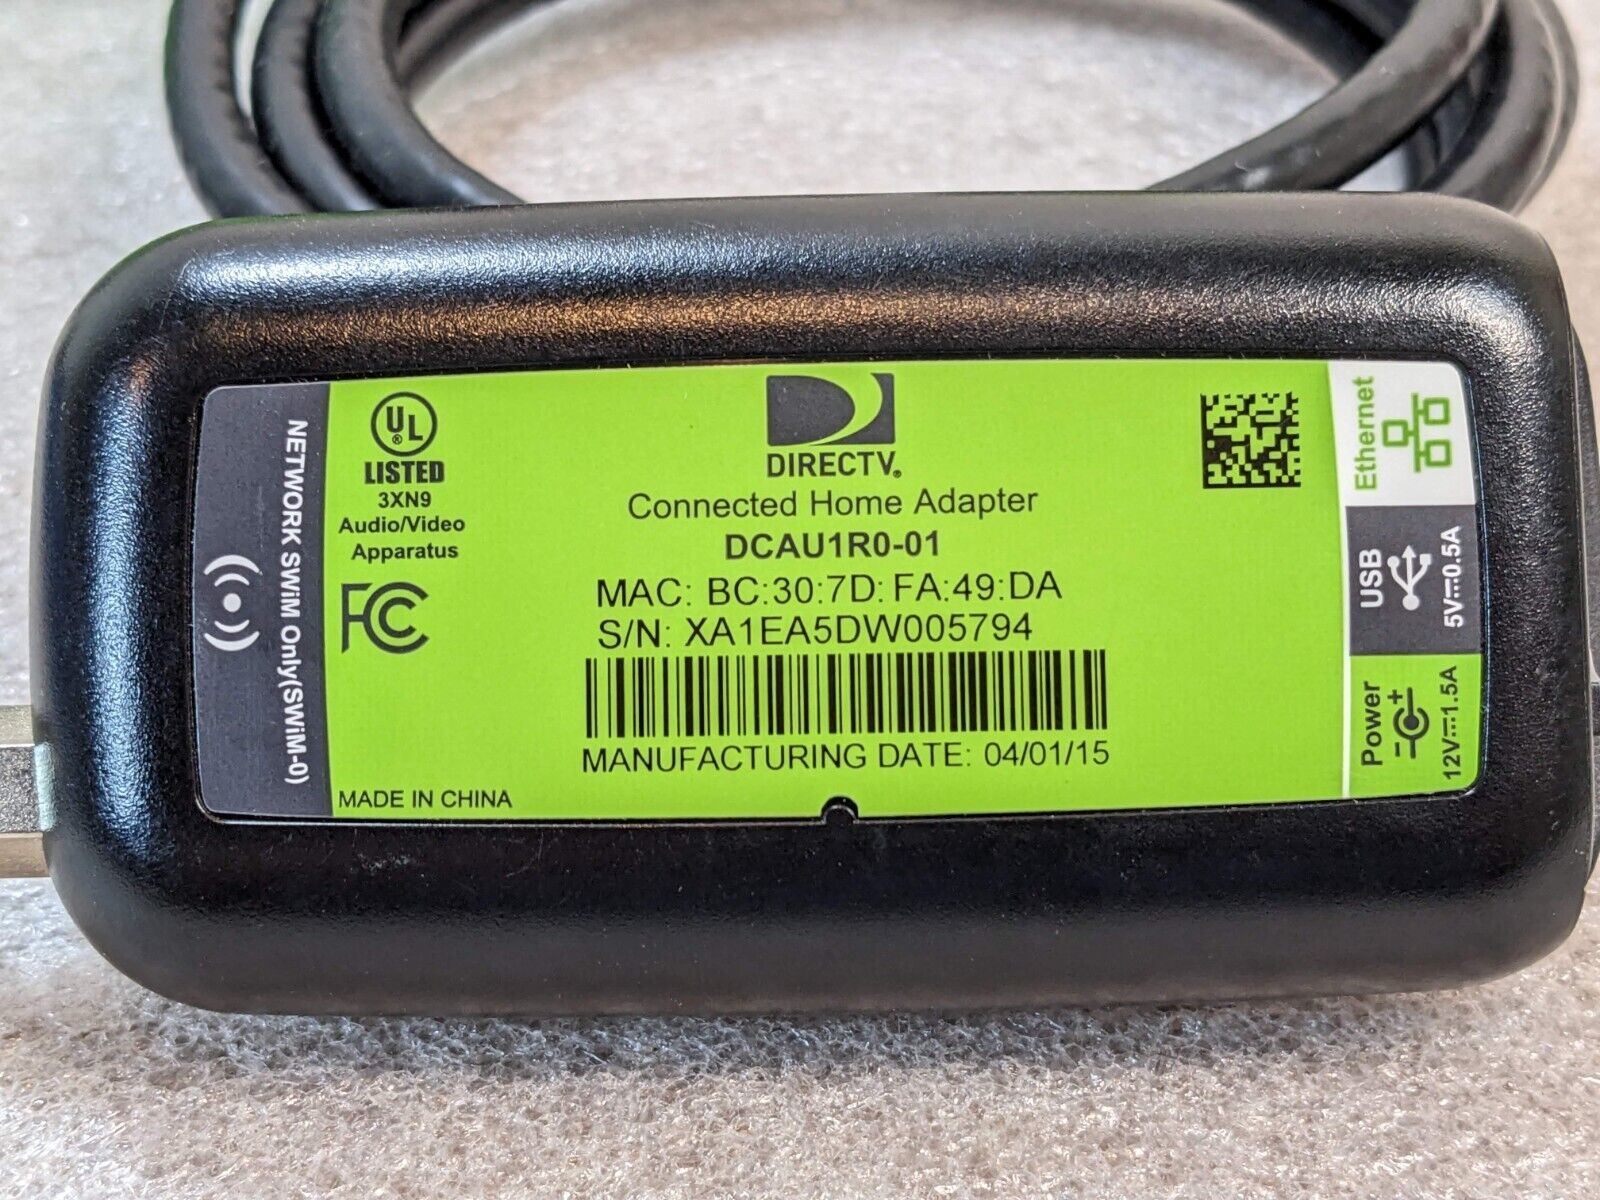 NETWORK SWiM Only(SWiM-0)
UL
®
LISTED
3XN9
Audio/Video
Apparatus
FC
MADE IN CHINA
DIRECTV®
Connected Home Adapter
DCAU1R0-01
MAC: BC:30:7D:FA:49:DA
S/N: XA1EA5DW005794
MANUFACTURING DATE: 04/01/15
Ethernet
USB
5V⎓0.5A
Power
12V⎓1.5A